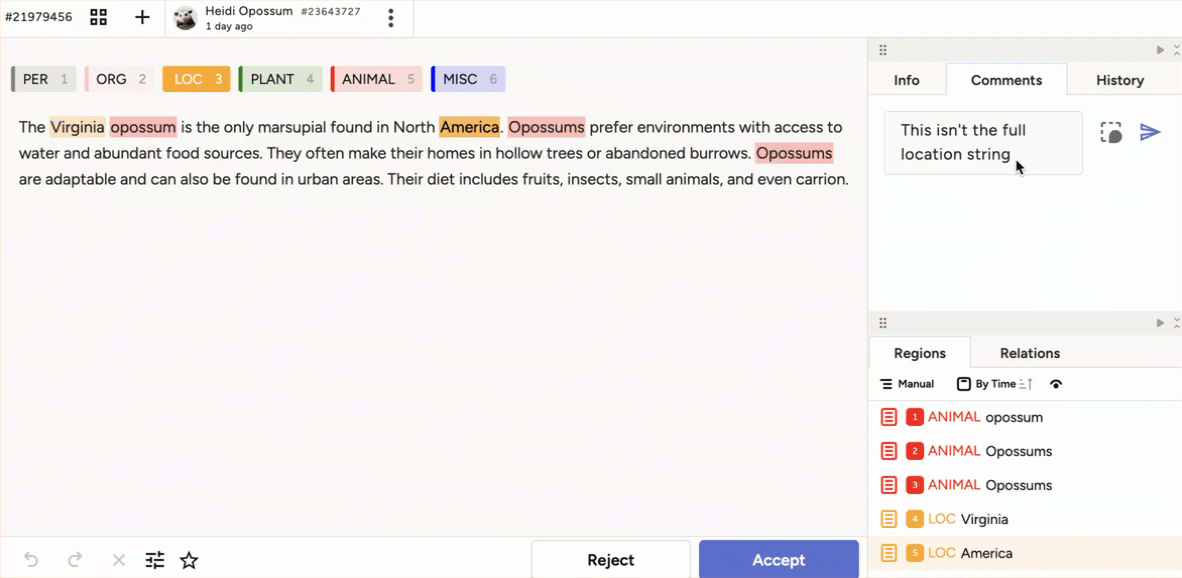 #21979456
Heidi Opossum #23643727
1 day ago
PER 1 ORG 2 LOC 3 PLANT 4 ANIMAL 5 MISC 6
The Virginia opossum is the only marsupial found in North America. Opossums prefer environments with access to
water and abundant food sources. They often make their homes in hollow trees or abandoned burrows. Opossums
are adaptable and can also be found in urban areas. Their diet includes fruits, insects, small animals, and even carrion.
Reject Accept
Info Comments History
This isn't the full
location string
Regions Relations
Manual By Time
1 ANIMAL opossum
2 ANIMAL Opossums
3 ANIMAL Opossums
4 LOC Virginia
5 LOC America